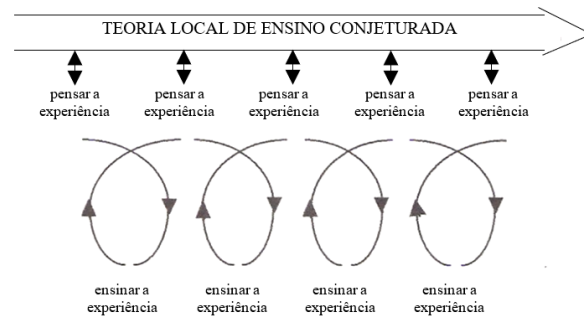 TEORIA LOCAL DE ENSINO CONJETURADA
pensar a
experiência
pensar a
experiência
pensar a
experiência
pensar a
experiência
pensar a
experiência
ensinar a
experiência
ensinar a
experiência
ensinar a
experiência
ensinar a
experiência